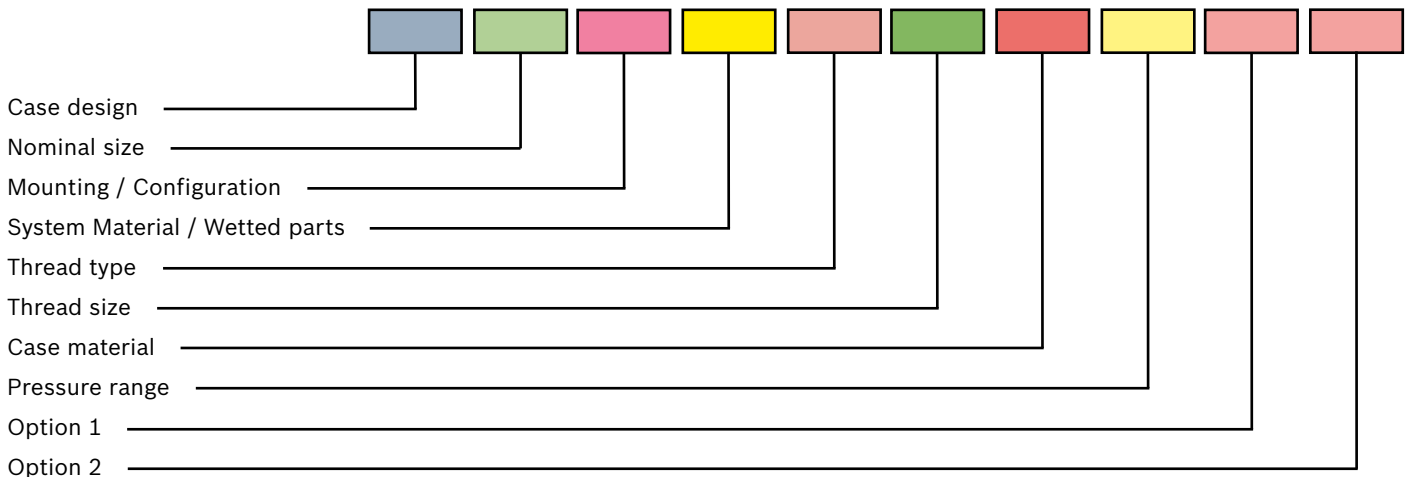 Case design
Nominal size
Mounting / Configuration
System Material / Wetted parts
Thread type
Thread size
Case material
Pressure range
Option 1
Option 2